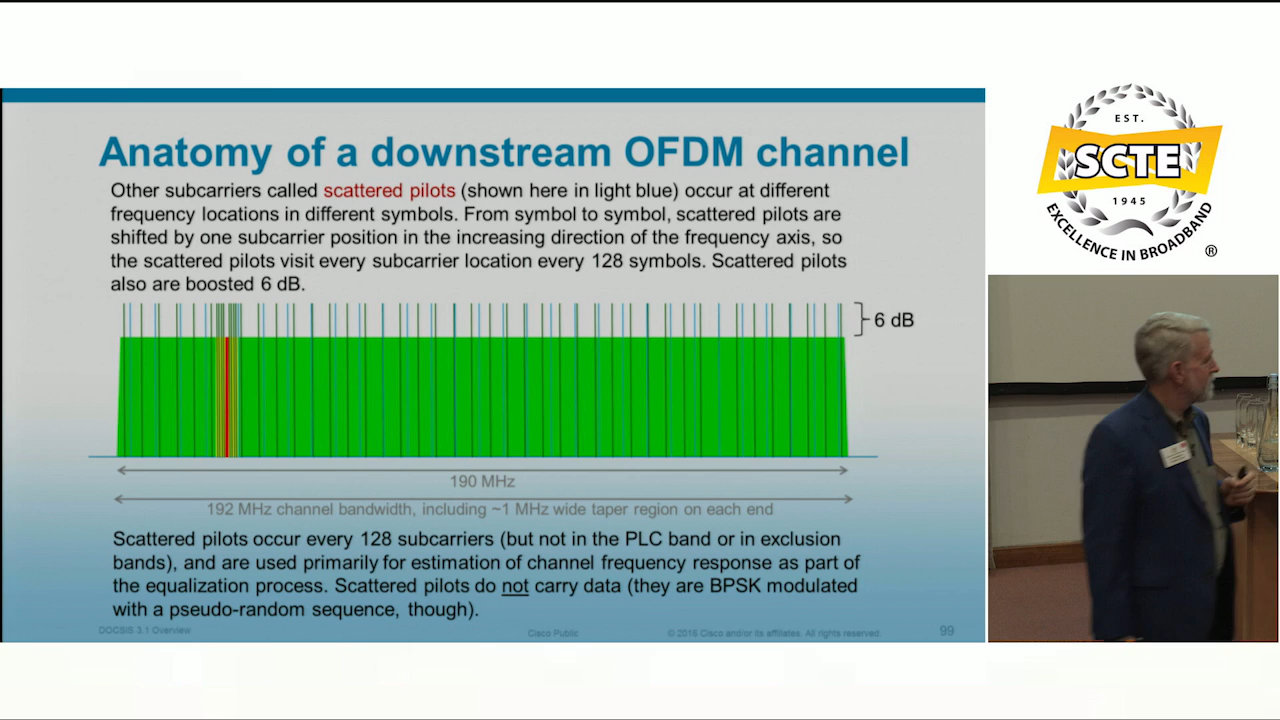 Anatomy of a downstream OFDM channel
Other subcarriers called scattered pilots (shown here in light blue) occur at different
frequency locations in different symbols. From symbol to symbol, scattered pilots are
shifted by one subcarrier position in the increasing direction of the frequency axis, so
the scattered pilots visit every subcarrier location every 128 symbols. Scattered pilots
also are boosted 6 dB.
6 dB
190 MHz
192 MHz channel bandwidth, including ~1 MHz wide taper region on each end
Scattered pilots occur every 128 subcarriers (but not in the PLC band or in exclusion
bands), and are used primarily for estimation of channel frequency response as part of
the equalization process. Scattered pilots do not carry data (they are BPSK modulated
with a pseudo-random sequence, though).
DOCSIS 3.1 Overview
Cisco Public
© 2016 Cisco and/or its affiliates. All rights reserved.
99
EST.
SCTE
1945
EXCELLENCE IN BROADBAND
®